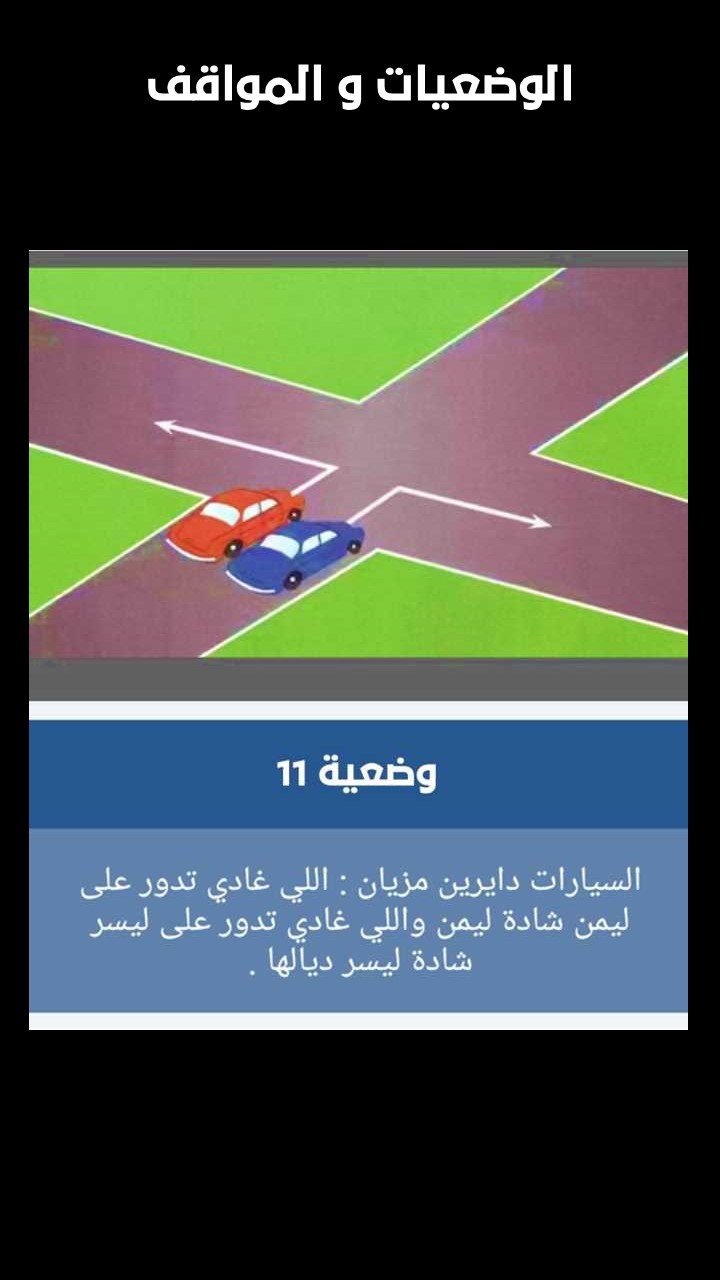 الوضعيات و المواقف
وضعية 11
السيارات دايرين مزيان : اللي غادي تدور على
ليمن شادة ليمن واللي غادي تدور على ليسر
شادة ليسر ديالها .